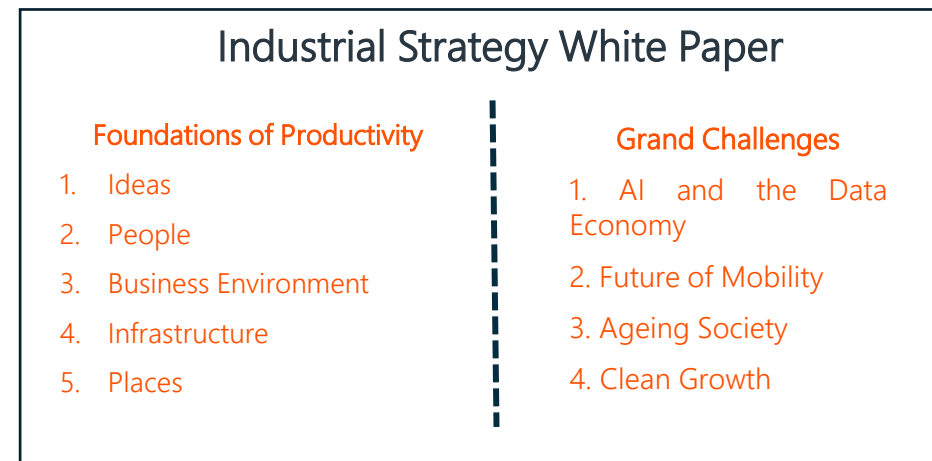 Industrial Strategy White Paper
Foundations of Productivity
1. Ideas
2. People
3. Business Environment
4. Infrastructure
5. Places
Grand Challenges
1. AI and the Data
Economy
2. Future of Mobility
3. Ageing Society
4. Clean Growth